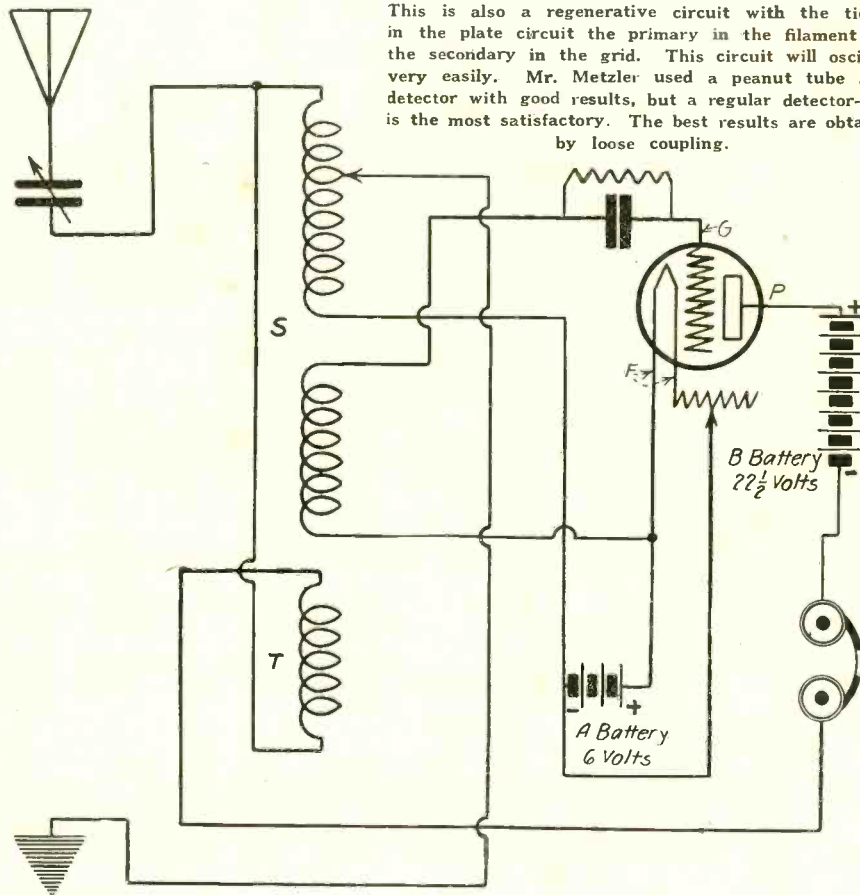 This is also a regenerative circuit with the
in the plate circuit the primary in the filament
the secondary in the grid. This circuit will
very easily. Mr. Metzler used a peanut tube
detector with good results, but a regular detector-
is the most satisfactory. The best results are
by loose coupling.
G
P
+
S
F
B Battery
22½ Volts
-
T
- +
A Battery
6 Volts